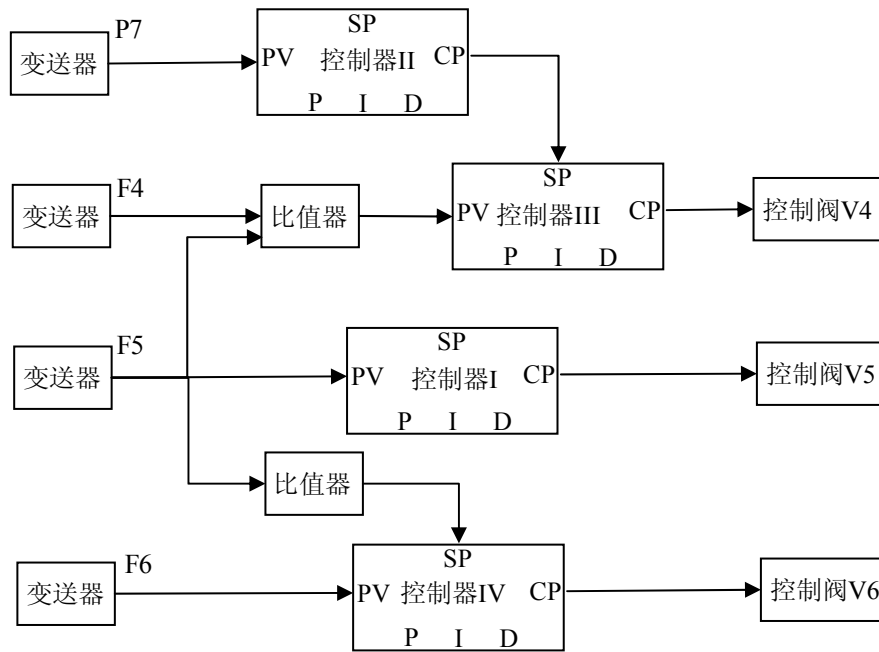 P7
变送器
SP
PV 控制器II CP
P I D
F4
变送器
比值器
SP
PV 控制器III CP
P I D
控制阀V4
F5
变送器
SP
PV 控制器I CP
P I D
控制阀V5
比值器
F6
变送器
SP
PV 控制器IV CP
P I D
控制阀V6